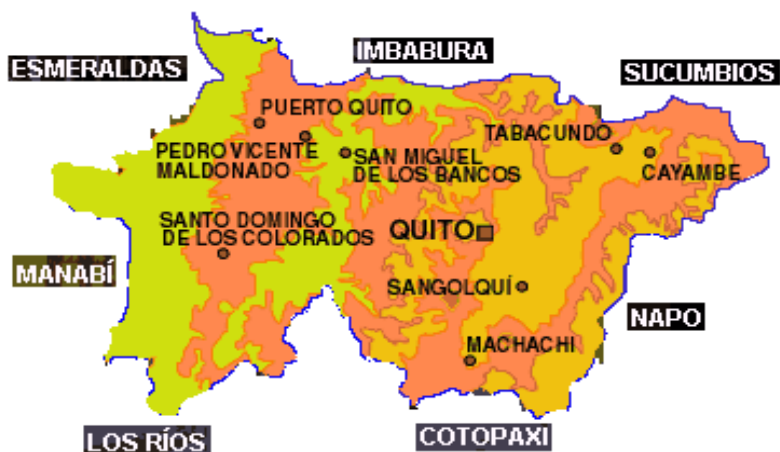 IMBABURA
ESMERALDAS
SUCUMBIOS
PUERTO QUITO
PEDRO VICENTE
MALDONADO
SAN MIGUEL
DE LOS BANCOS
TABACUNDO
CAYAMBE
SANTO DOMINGO
DE LOS COLORADOS
QUITO
MANABÍ
SANGOLQUÍ
NAPO
MACHACHI
LOS RÍOS
COTOPAXI